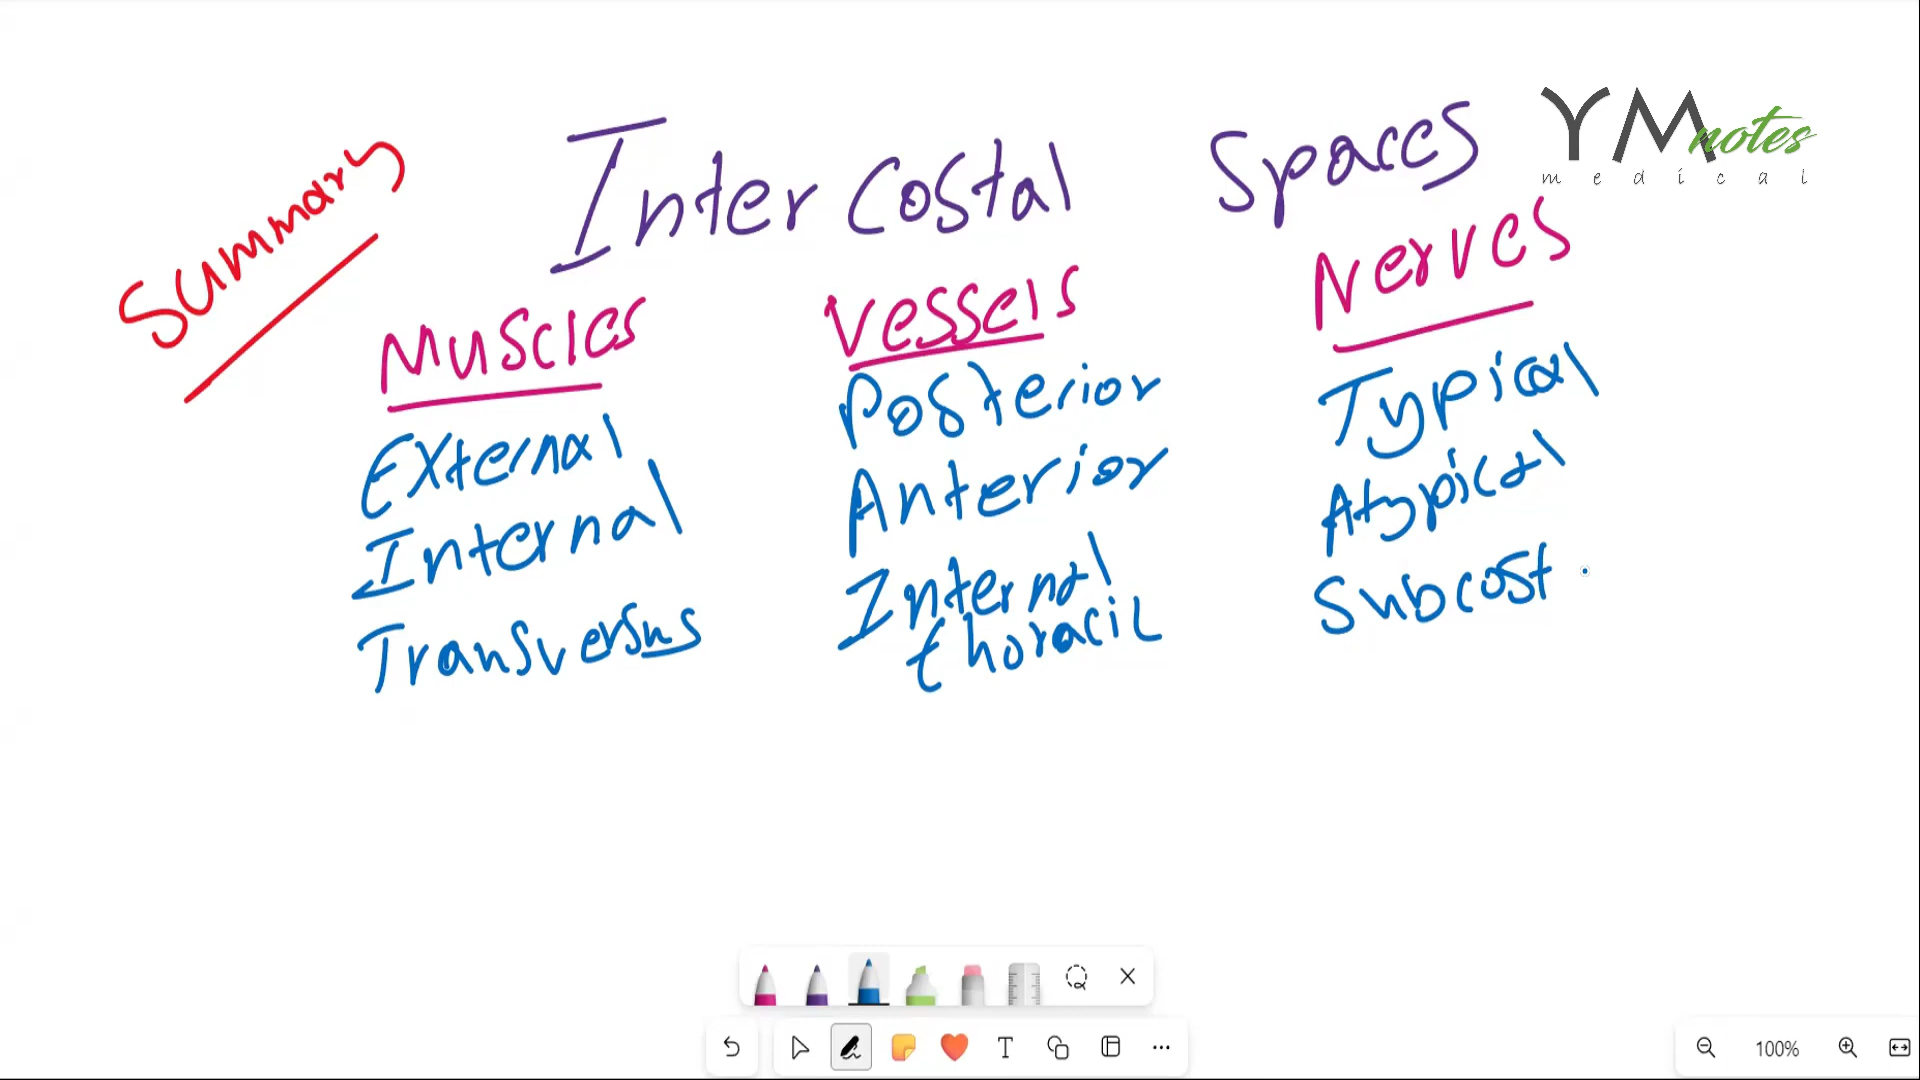 Summary
Inter Costal Spaces
YM notes
medical
Muscles
External
Internal
Transversus
Vessels
Posterior
Anterior
Internal
thoracic
Nerves
Typical
Atypical
Subcost
100%